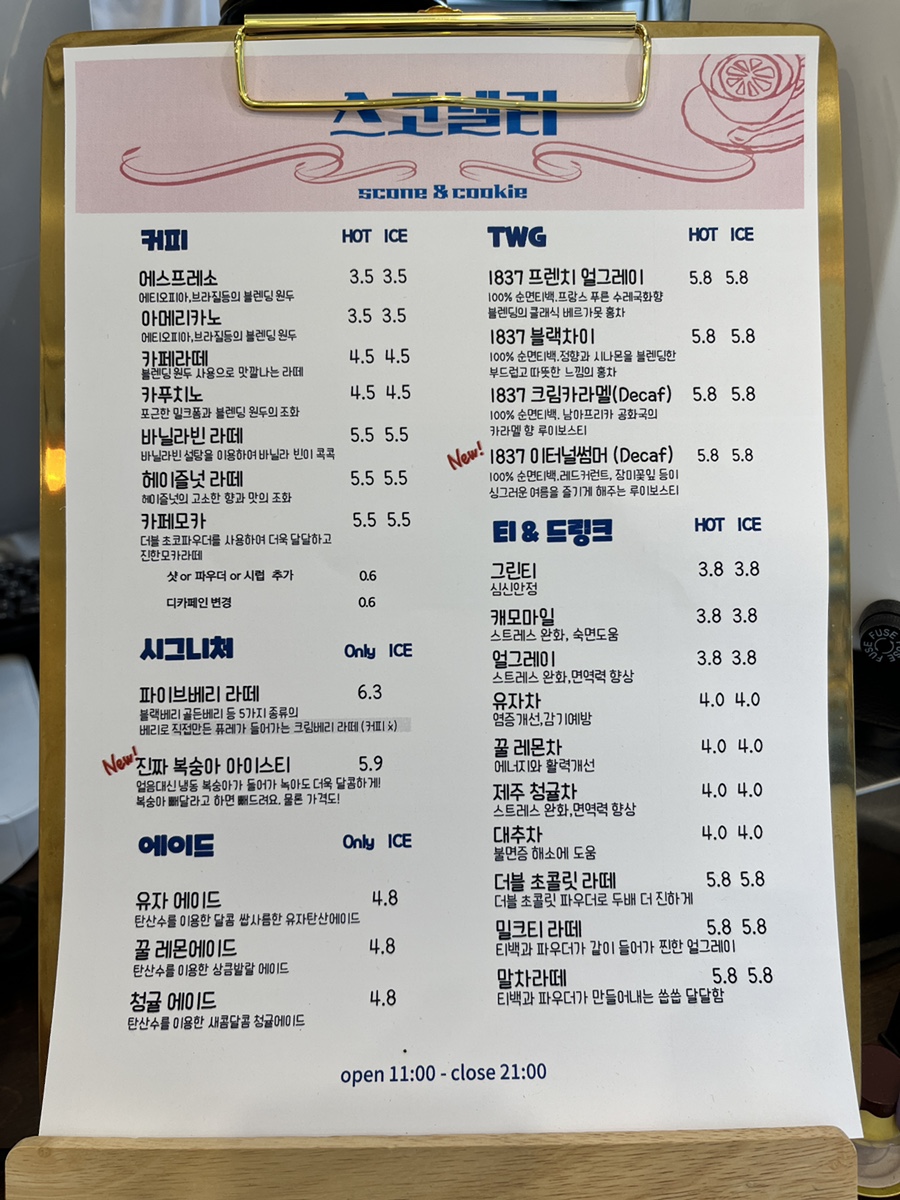 스코넬티
scone & cookie
커피 HOT ICE
에스프레소 3.5 3.5
에티오피아,브라질등의 블렌딩 원두
아메리카노 3.5 3.5
에티오피아,브라질등의 블렌딩 원두
카페라떼 4.5 4.5
블렌딩 원두 사용으로 맛깔나는 라떼
카푸치노 4.5 4.5
포근한 밀크폼과 블렌딩 원두의 조화
바닐라빈 라떼 5.5 5.5
바닐라빈 설탕을 이용하여 바닐라 빈이 콕콕
헤이즐넛 라떼 5.5 5.5
헤이즐넛의 고소한 향과 맛의 조화
카페모카 5.5 5.5
더블 초코파우더를 사용하여 더욱 달달하고
진한모카라떼
샷 or 파우더 or 시럽 추가 0.6
디카페인 변경 0.6
시그니처 Only ICE
파이브베리 라떼 6.3
블랙베리 골든베리 등 5가지 종류의
베리로 직접만든 퓨레가 들어가는 크림베리 라떼 (커피 x)
New!
진짜 복숭아 아이스티 5.9
얼음대신 냉동 복숭아가 들어가 녹아도 더욱 달콤하게!
복숭아 빼달라고 하면 빼드려요. 물론 가격도!
에이드 Only ICE
유자 에이드 4.8
탄산수를 이용한 달콤 쌉사름한 유자탄산에이드
꿀 레몬에이드 4.8
탄산수를 이용한 상큼발랄 에이드
청귤 에이드 4.8
탄산수를 이용한 새콤달콤 청귤에이드
TWG HOT ICE
1837 프렌치 얼그레이 5.8 5.8
100% 순면티백.프랑스 푸른 수레국화향
블렌딩의 클래식 베르가못 홍차
1837 블랙차이 5.8 5.8
100% 순면티백.정향과 시나몬을 블렌딩한
부드럽고 따뜻한 느낌의 홍차
1837 크림카라멜(Decaf) 5.8 5.8
100% 순면티백. 남아프리카 공화국의
카라멜 향 루이보스티
New!
1837 이터널썸머 (Decaf) 5.8 5.8
100% 순면티백.레드커런트, 장미꽃잎 등이
싱그러운 여름을 즐기게 해주는 루이보스티
티 & 드링크 HOT ICE
그린티 3.8 3.8
심신안정
캐모마일 3.8 3.8
스트레스 완화, 숙면도움
얼그레이 3.8 3.8
스트레스 완화,면역력 향상
유자차 4.0 4.0
염증개선,감기예방
꿀 레몬차 4.0 4.0
에너지와 활력개선
제주 청귤차 4.0 4.0
스트레스 완화,면역력 향상
대추차 4.0 4.0
불면증 해소에 도움
더블 초콜릿 라떼 5.8 5.8
더블 초콜릿 파우더로 두배 더 진하게
밀크티 라떼 5.8 5.8
티백과 파우더가 같이 들어가 찐한 얼그레이
말차라떼 5.8 5.8
티백과 파우더가 만들어내는 씁씁 달달함
open 11:00 - close 21:00
FUSE FUSE FUSE